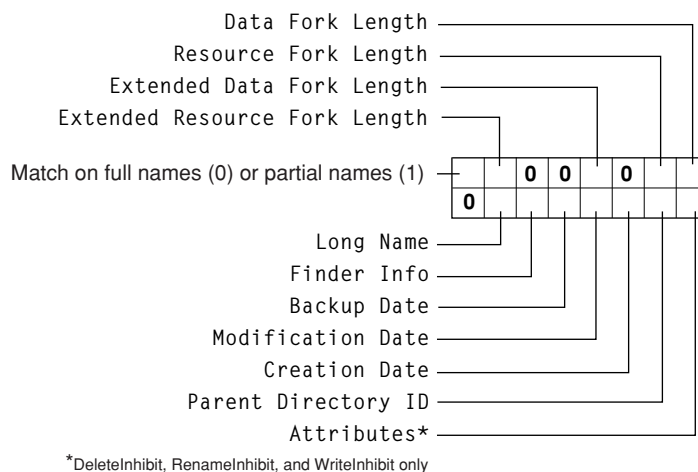 Data Fork Length
Resource Fork Length
Extended Data Fork Length
Extended Resource Fork Length
Match on full names (0) or partial names (1)
0 0 0
0
Long Name
Finder Info
Backup Date
Modification Date
Creation Date
Parent Directory ID
Attributes*
*DeleteInhibit, RenameInhibit, and WriteInhibit only